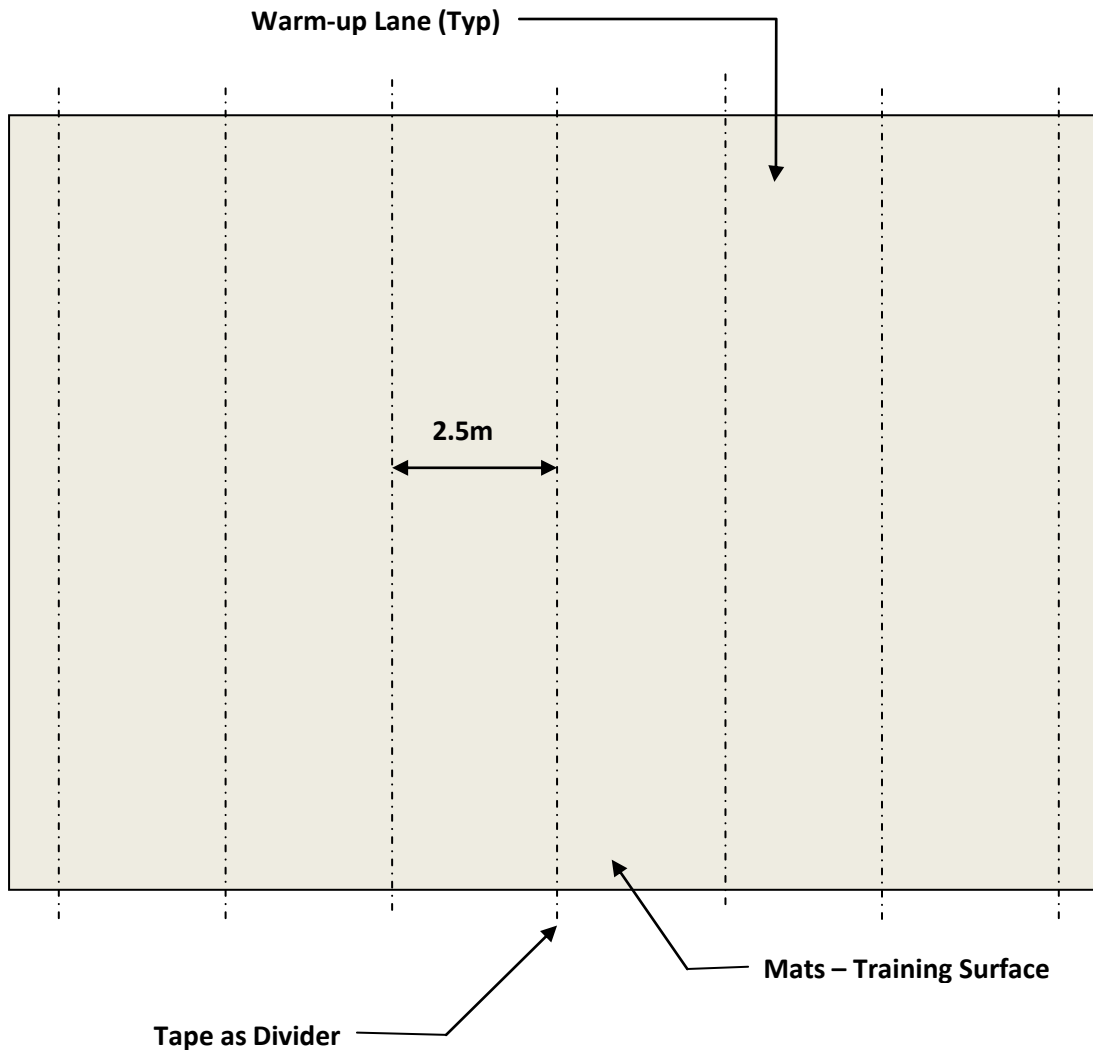 Warm-up Lane (Typ)
2.5m
Mats – Training Surface
Tape as Divider